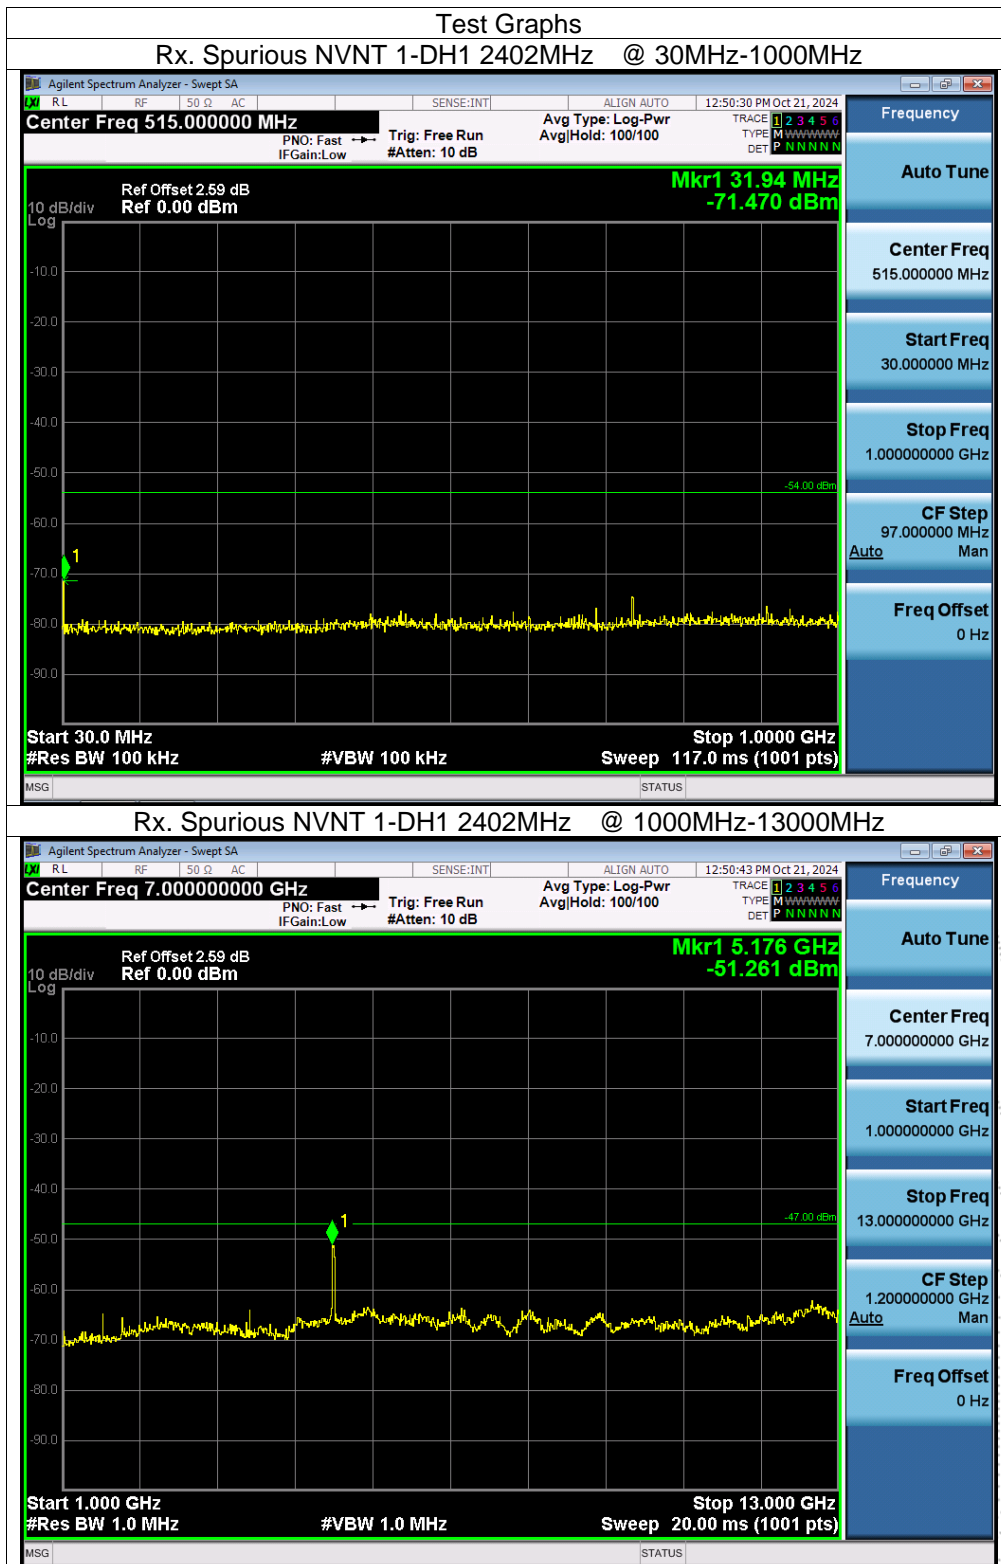 Test Graphs
Rx. Spurious NVNT 1-DH1 2402MHz @ 30MHz-1000MHz
Agilent Spectrum Analyzer - Swept SA
LXI RL RF 50 Ω AC SENSE:INT ALIGN AUTO 12:50:30 PM Oct 21, 2024
Center Freq 515.000000 MHz
PNO: Fast
IFGain:Low
Trig: Free Run
#Atten: 10 dB
Avg Type: Log-Pwr
Avg|Hold: 100/100
TRACE 1 2 3 4 5 6
TYPE M WWWWW
DET P N N N N N
Mkr1 31.94 MHz
-71.470 dBm
Ref Offset 2.59 dB
10 dB/div Ref 0.00 dBm
Log
-10.0
-20.0
-30.0
-40.0
-50.0
-54.00 dBm
-60.0
1
-70.0
-80.0
-90.0
Start 30.0 MHz Stop 1.0000 GHz
#Res BW 100 kHz #VBW 100 kHz Sweep 117.0 ms (1001 pts)
MSG STATUS
Frequency
Auto Tune
Center Freq
515.000000 MHz
Start Freq
30.000000 MHz
Stop Freq
1.000000000 GHz
CF Step
97.000000 MHz
Auto Man
Freq Offset
0 Hz
Rx. Spurious NVNT 1-DH1 2402MHz @ 1000MHz-13000MHz
Agilent Spectrum Analyzer - Swept SA
LXI RL RF 50 Ω AC SENSE:INT ALIGN AUTO 12:50:43 PM Oct 21, 2024
Center Freq 7.000000000 GHz
PNO: Fast
IFGain:Low
Trig: Free Run
#Atten: 10 dB
Avg Type: Log-Pwr
Avg|Hold: 100/100
TRACE 1 2 3 4 5 6
TYPE M WWWWW
DET P N N N N N
Mkr1 5.176 GHz
-51.261 dBm
Ref Offset 2.59 dB
10 dB/div Ref 0.00 dBm
Log
-10.0
-20.0
-30.0
-40.0
1
-47.00 dBm
-50.0
-60.0
-70.0
-80.0
-90.0
Start 1.000 GHz Stop 13.000 GHz
#Res BW 1.0 MHz #VBW 1.0 MHz Sweep 20.00 ms (1001 pts)
MSG STATUS
Frequency
Auto Tune
Center Freq
7.000000000 GHz
Start Freq
1.000000000 GHz
Stop Freq
13.000000000 GHz
CF Step
1.200000000 GHz
Auto Man
Freq Offset
0 Hz